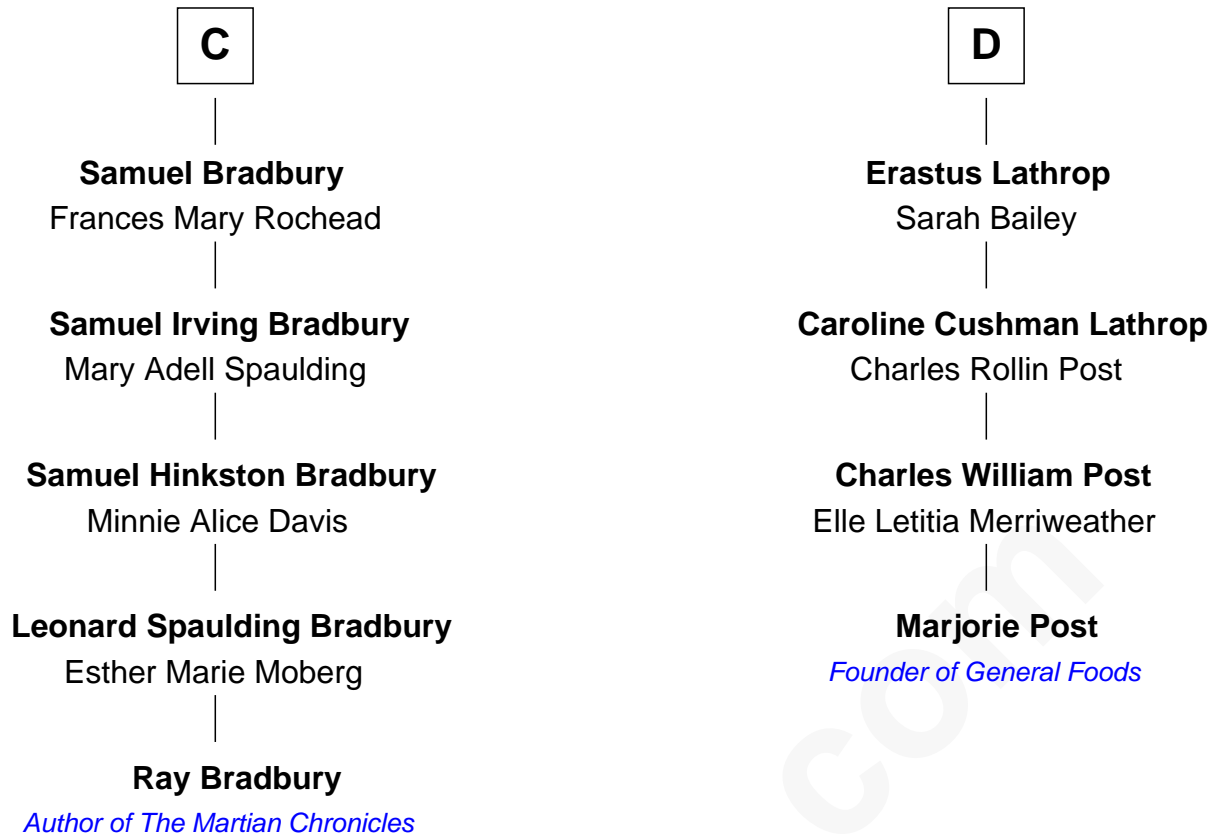 C
Samuel Bradbury
Frances Mary Rochead
Samuel Irving Bradbury
Mary Adell Spaulding
Samuel Hinkston Bradbury
Minnie Alice Davis
Leonard Spaulding Bradbury
Esther Marie Moberg
Ray Bradbury
Author of The Martian Chronicles
D
Erastus Lathrop
Sarah Bailey
Caroline Cushman Lathrop
Charles Rollin Post
Charles William Post
Elle Letitia Merriweather
Marjorie Post
Founder of General Foods
com